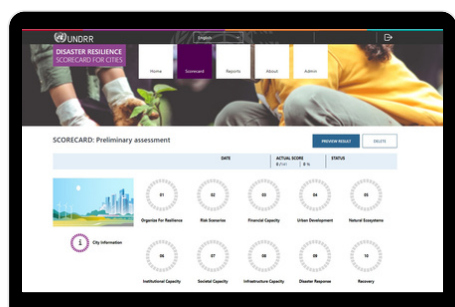 UNDRR
English
DISASTER RESILIENCE
SCORECARD FOR CITIES
Home
Scorecard
Reports
About
Admin
SCORECARD: Preliminary assessment
PREVIEW RESULT
DELETE
DATE
ACTUAL SCORE
STATUS
0 %
01
02
03
04
05
Organize For Resilience
Risk Scenarios
Financial Capacity
Urban Development
Natural Ecosystems
i
City Information
06
07
08
09
10
Institutional Capacity
Societal Capacity
Infrastructure Capacity
Disaster Response
Recovery